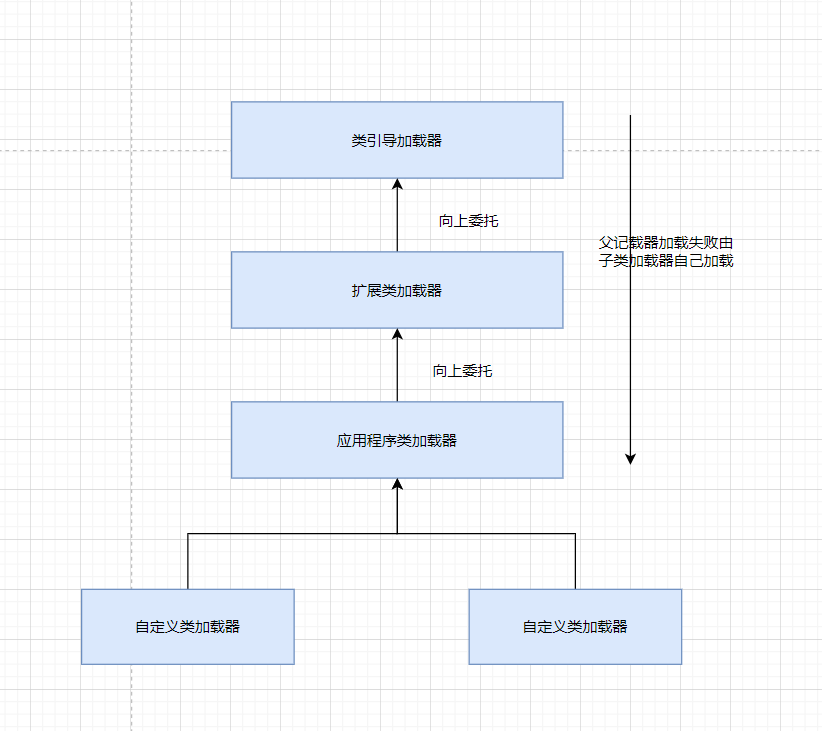 类引导加载器
向上委托
父记载器加载失败由
子类加载器自己加载
扩展类加载器
向上委托
应用程序类加载器
自定义类加载器
自定义类加载器